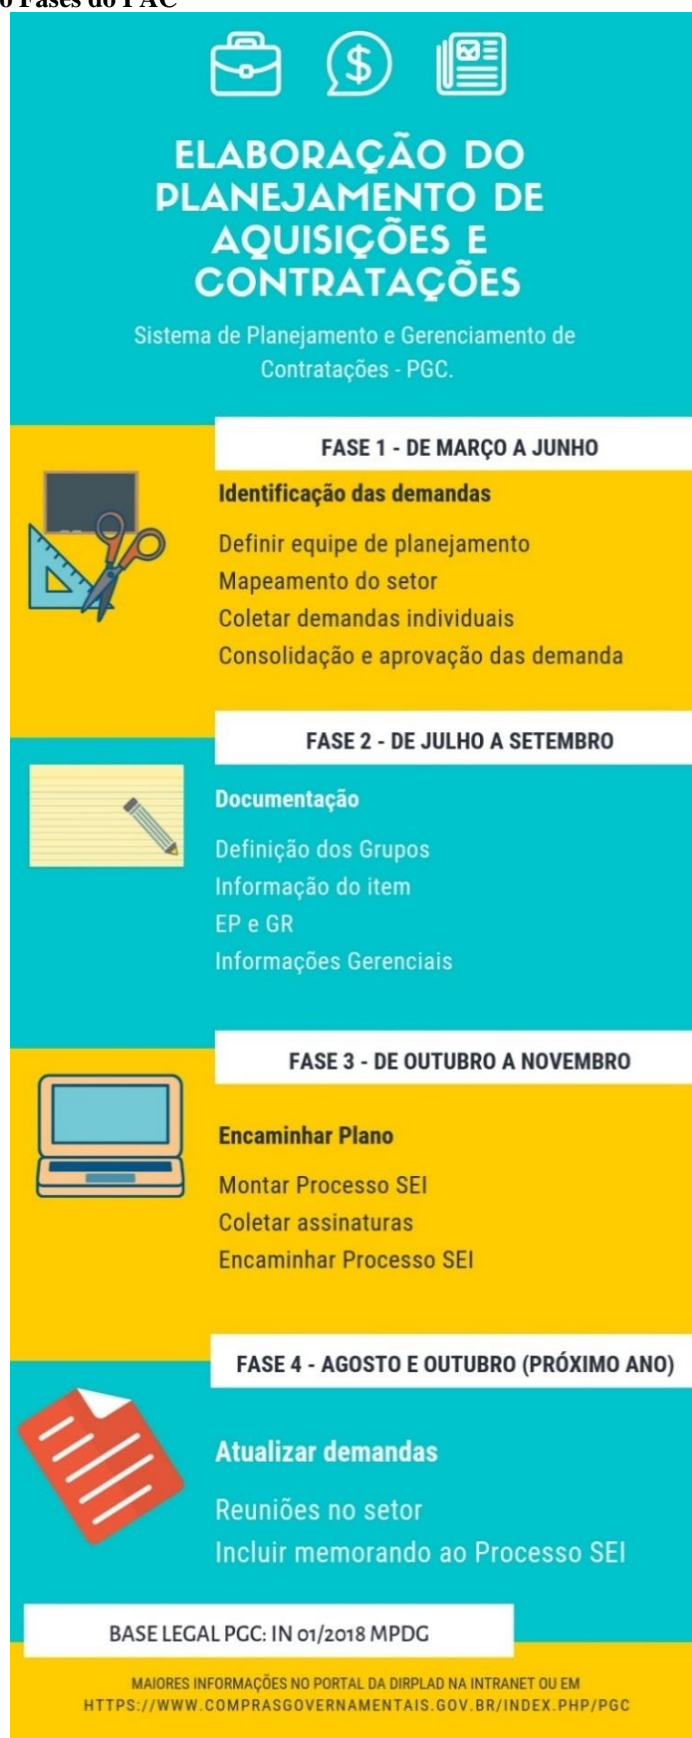 Fases do PAC
ELABORAÇÃO DO
PLANEJAMENTO DE
AQUISIÇÕES E
CONTRATAÇÕES
Sistema de Planejamento e Gerenciamento de
Contratações - PGC.
FASE 1 - DE MARÇO A JUNHO
Identificação das demandas
Definir equipe de planejamento
Mapeamento do setor
Coletar demandas individuais
Consolidação e aprovação das demanda
FASE 2 - DE JULHO A SETEMBRO
Documentação
Definição dos Grupos
Informação do item
EP e GR
Informações Gerenciais
FASE 3 - DE OUTUBRO A NOVEMBRO
Encaminhar Plano
Montar Processo SEI
Coletar assinaturas
Encaminhar Processo SEI
FASE 4 - AGOSTO E OUTUBRO (PRÓXIMO ANO)
Atualizar demandas
Reuniões no setor
Incluir memorando ao Processo SEI
BASE LEGAL PGC: IN 01/2018 MPDG
MAIORES INFORMAÇÕES NO PORTAL DA DIRPLAD NA INTRANET OU EM
HTTPS://WWW.COMPRASGOVERNAMENTAIS.GOV.BR/INDEX.PHP/PGC